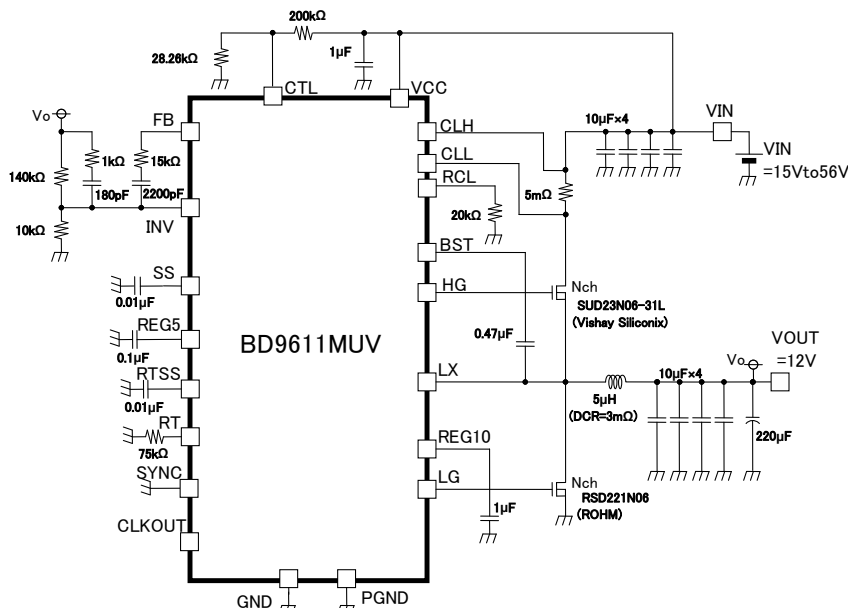 200kΩ
28.26kΩ
1µF
CTL
VCC
Vo
FB
1kΩ
15kΩ
140kΩ
180pF
2200pF
10kΩ
INV
SS
0.01µF
REG5
0.1µF
RTSS
0.01µF
RT
75kΩ
SYNC
CLKOUT
GND
PGND
BD9611MUV
CLH
CLL
RCL
20kΩ
BST
HG
0.47µF
LX
REG10
LG
1µF
10µF×4
VIN
VIN
=15Vto56V
5mΩ
Nch
SUD23N06-31L
(Vishay Siliconix)
VOUT
=12V
Vo
10µF×4
5µH
(DCR=3mΩ)
220µF
Nch
RSD221N06
(ROHM)